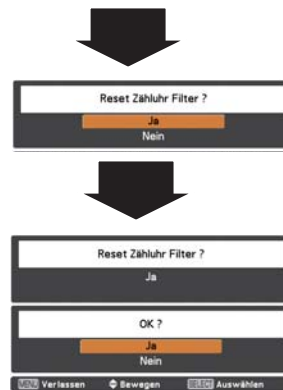 Reset Zähluhr Filter ?
Ja
Nein
Reset Zähluhr Filter ?
Ja
OK ?
Ja
Nein
MENU Verlassen Bewegen SELECT Auswählen